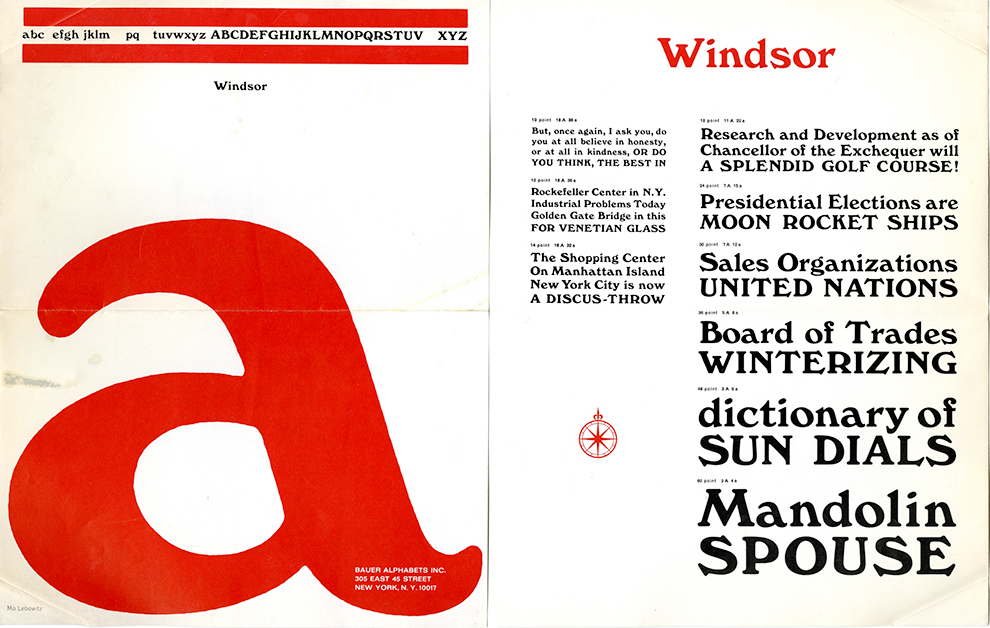 abc efgh jklm pq tuvwxyz ABCDEFGHIJKLMNOPQRSTUV XYZ
Windsor
a
BAUER ALPHABETS INC.
305 EAST 45 STREET
NEW YORK, N. Y. 10017
Mo Lebowitz
Windsor
10 point 18 A 36 a
But, once again, I ask you, do
you at all believe in honesty,
or at all in kindness, OR DO
YOU THINK, THE BEST IN
12 point 18 A 36 a
Rockefeller Center in N.Y.
Industrial Problems Today
Golden Gate Bridge in this
FOR VENETIAN GLASS
14 point 16 A 32 a
The Shopping Center
On Manhattan Island
New York City is now
A DISCUS-THROW
18 point 11 A 22 a
Research and Development as of
Chancellor of the Exchequer will
A SPLENDID GOLF COURSE!
24 point 7 A 15 a
Presidential Elections are
MOON ROCKET SHIPS
30 point 7 A 12 a
Sales Organizations
UNITED NATIONS
36 point 5 A 8 a
Board of Trades
WINTERIZING
48 point 3 A 6 a
dictionary of
SUN DIALS
60 point 3 A 4 a
Mandolin
SPOUSE